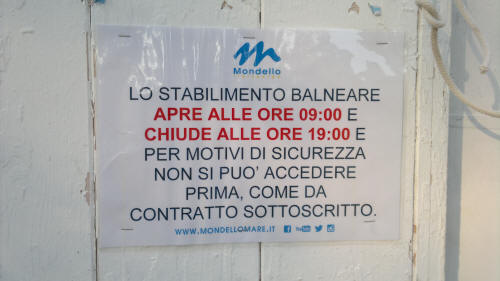 Mondello
LO STABILIMENTO BALNEARE
APRE ALLE ORE 09:00 E
CHIUDE ALLE ORE 19:00 E
PER MOTIVI DI SICUREZZA
NON SI PUO' ACCEDERE
PRIMA, COME DA
CONTRATTO SOTTOSCRITTO.
WWW.MONDELLOMARE.IT